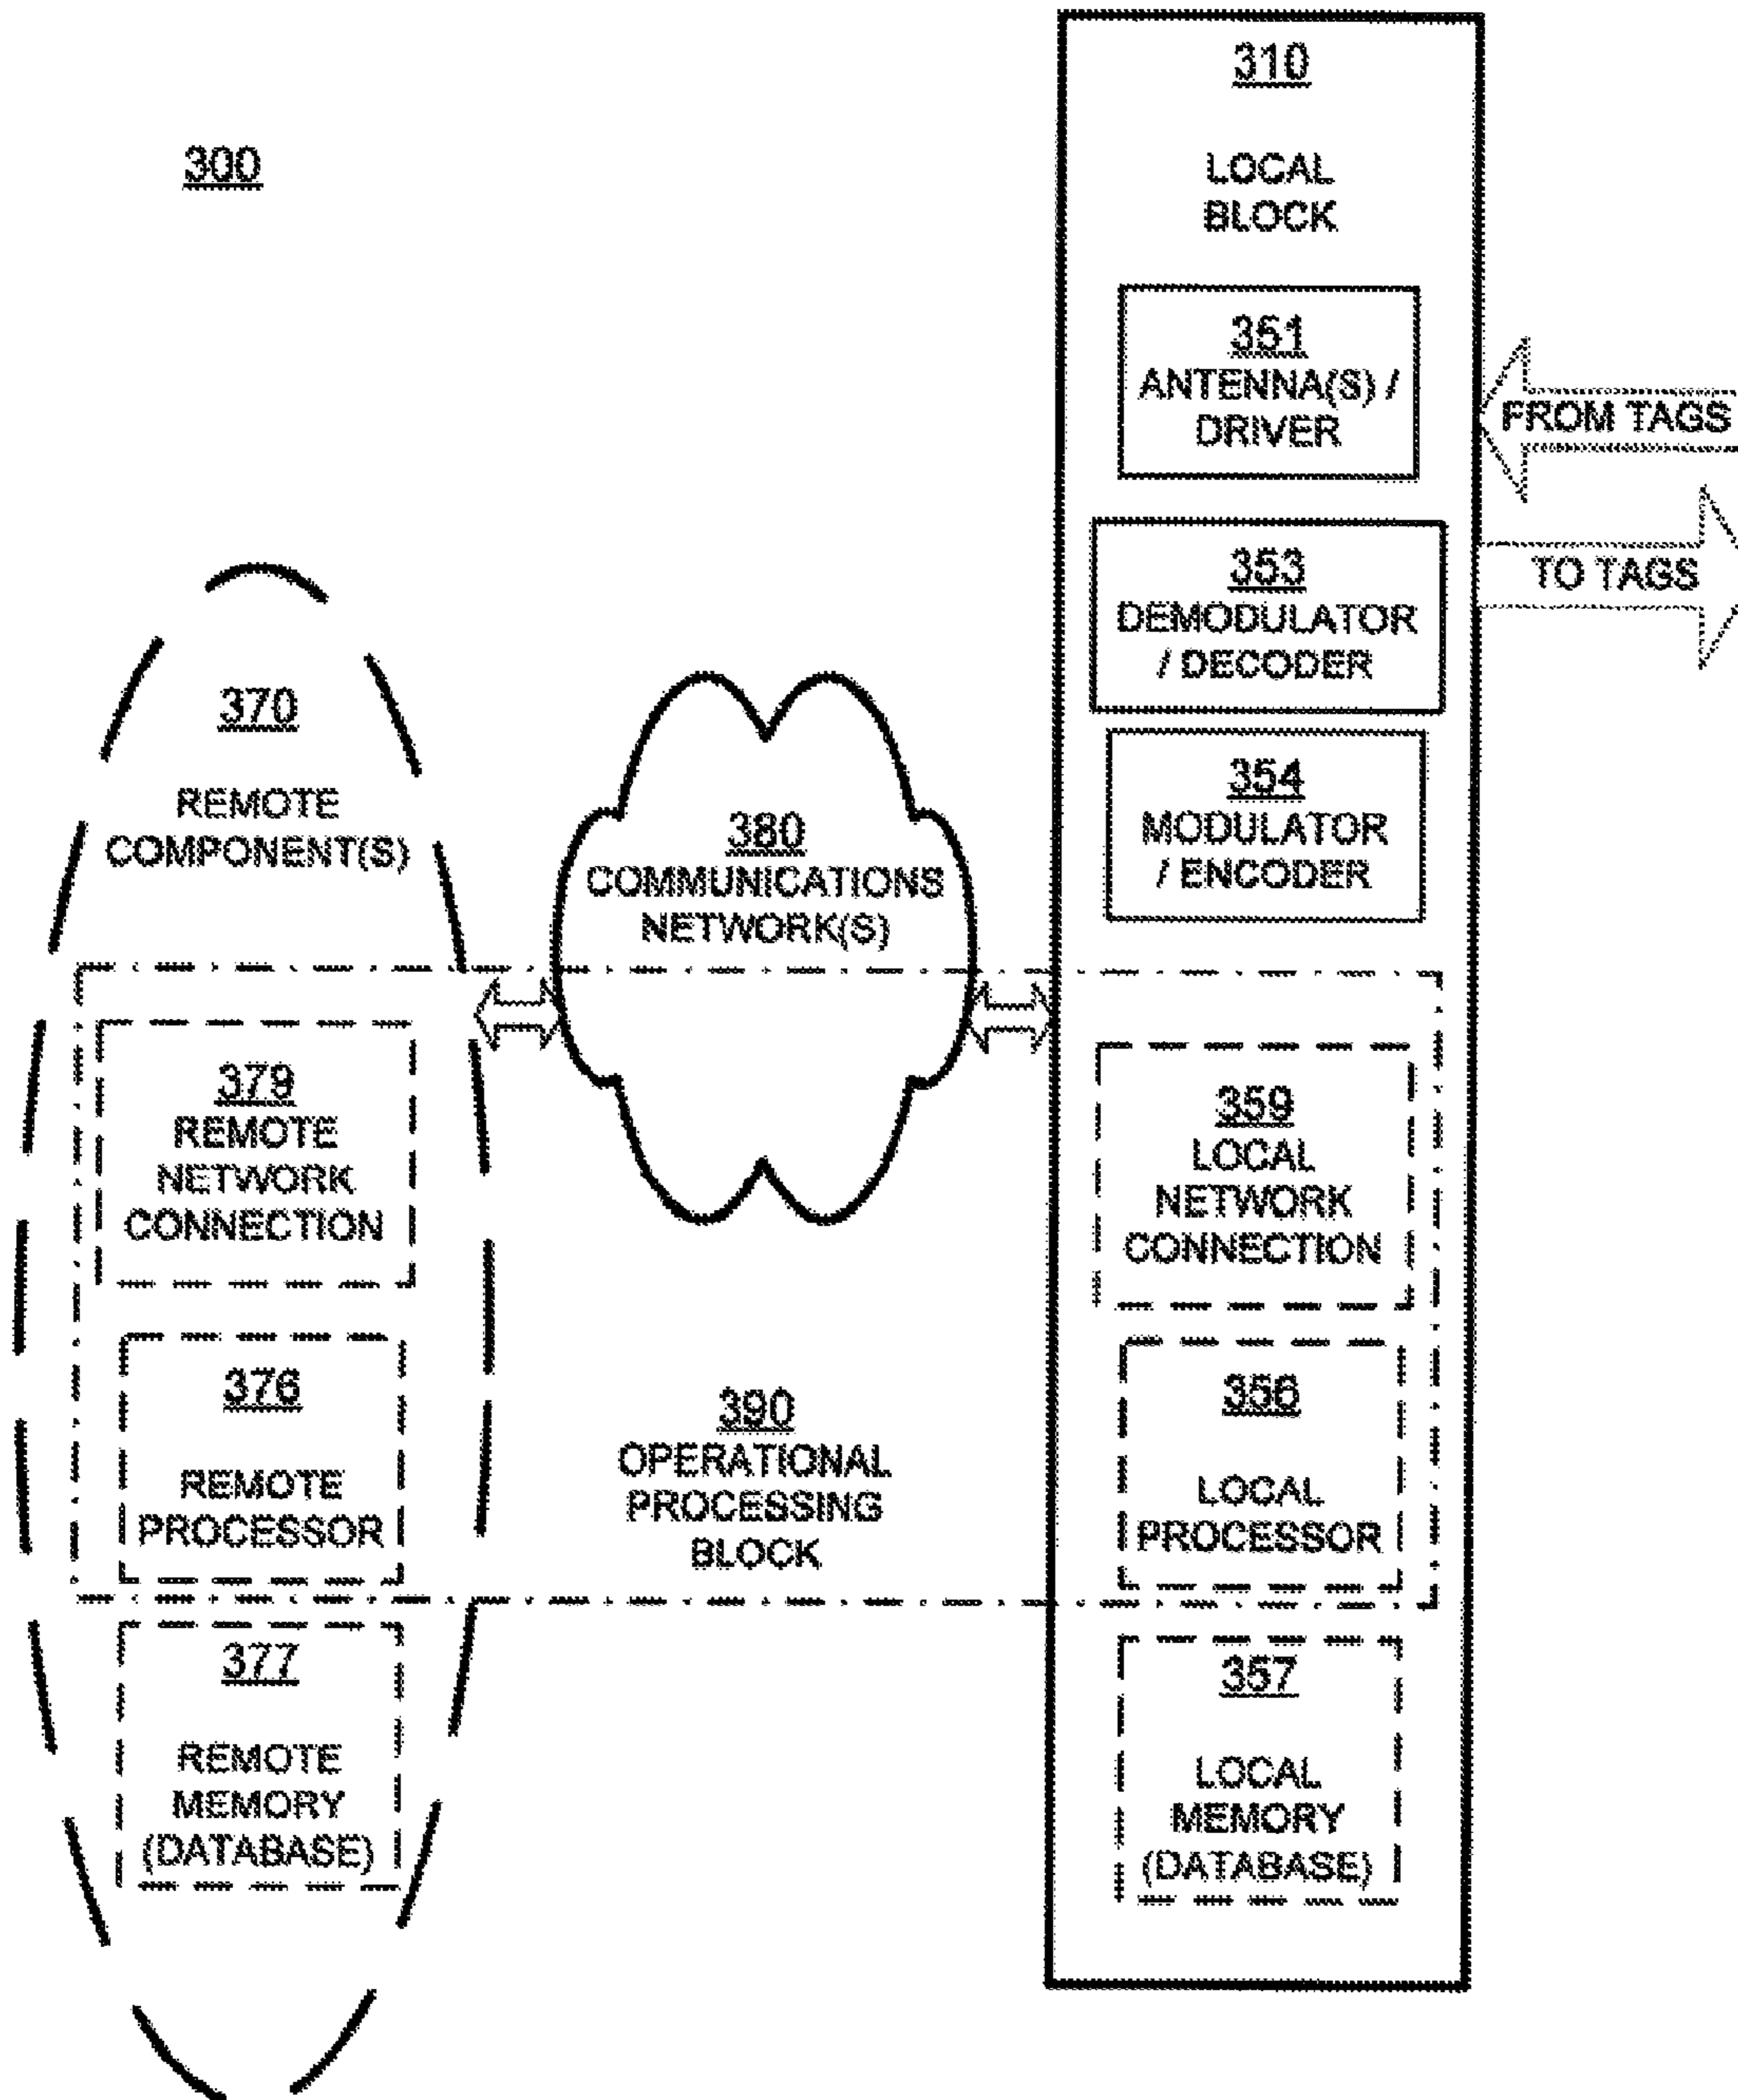 300
310
LOCAL
BLOCK
351
ANTENNA(S) /
DRIVER
FROM TAGS
353
DEMODULATOR
/ DECODER
TO TAGS
354
MODULATOR
/ ENCODER
370
REMOTE
COMPONENT(S)
380
COMMUNICATIONS
NETWORK(S)
379
REMOTE
NETWORK
CONNECTION
359
LOCAL
NETWORK
CONNECTION
376
REMOTE
PROCESSOR
390
OPERATIONAL
PROCESSING
BLOCK
356
LOCAL
PROCESSOR
377
REMOTE
MEMORY
(DATABASE)
357
LOCAL
MEMORY
(DATABASE)